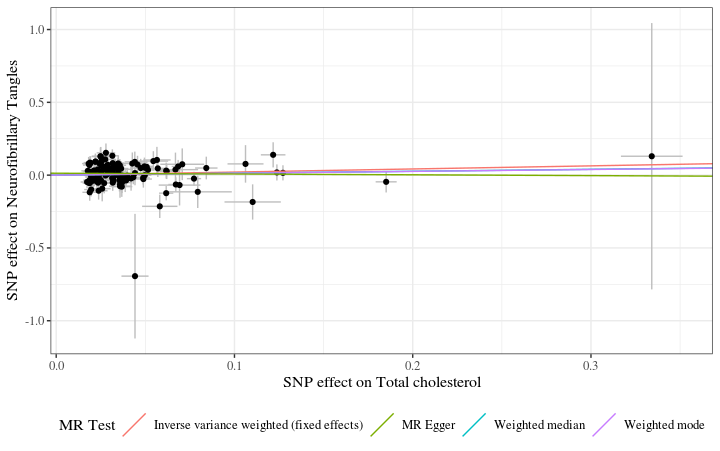 1.0
0.5
0.0
-0.5
-1.0
SNP effect on Neurofibrillary Tangles
0.0 0.1 0.2 0.3
SNP effect on Total cholesterol
MR Test Inverse variance weighted (fixed effects) MR Egger Weighted median Weighted mode